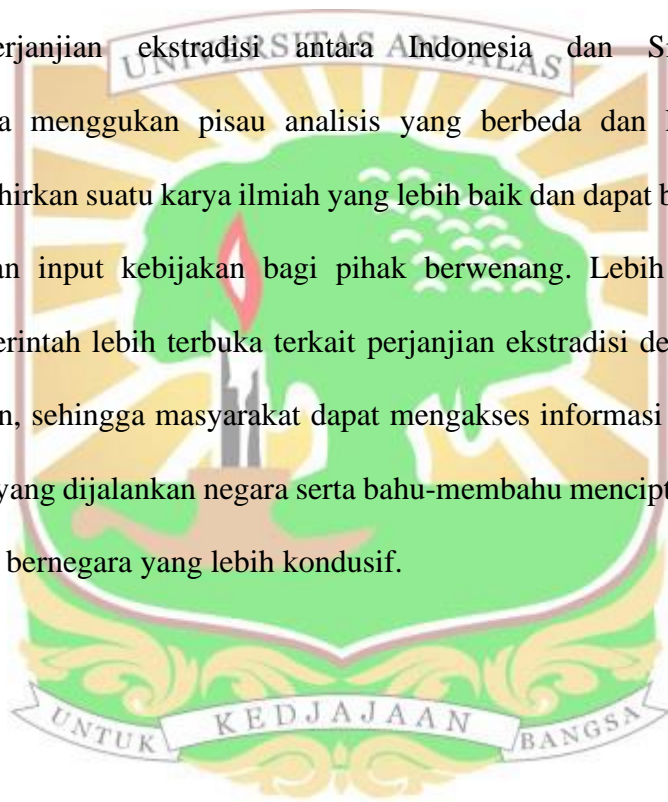 erjanjian ekstradisi antara Indonesia dan S
UNIVERSITAS ANDALAS
a menggukan pisau analisis yang berbeda dan
hirkan suatu karya ilmiah yang lebih baik dan dapat b
an input kebijakan bagi pihak berwenang. Lebih
erintah lebih terbuka terkait perjanjian ekstradisi de
n, sehingga masyarakat dapat mengakses informasi
yang dijalankan negara serta bahu-membahu mencipt
bernegara yang lebih kondusif.
UNTUK KEDJAJAAN BANGSA